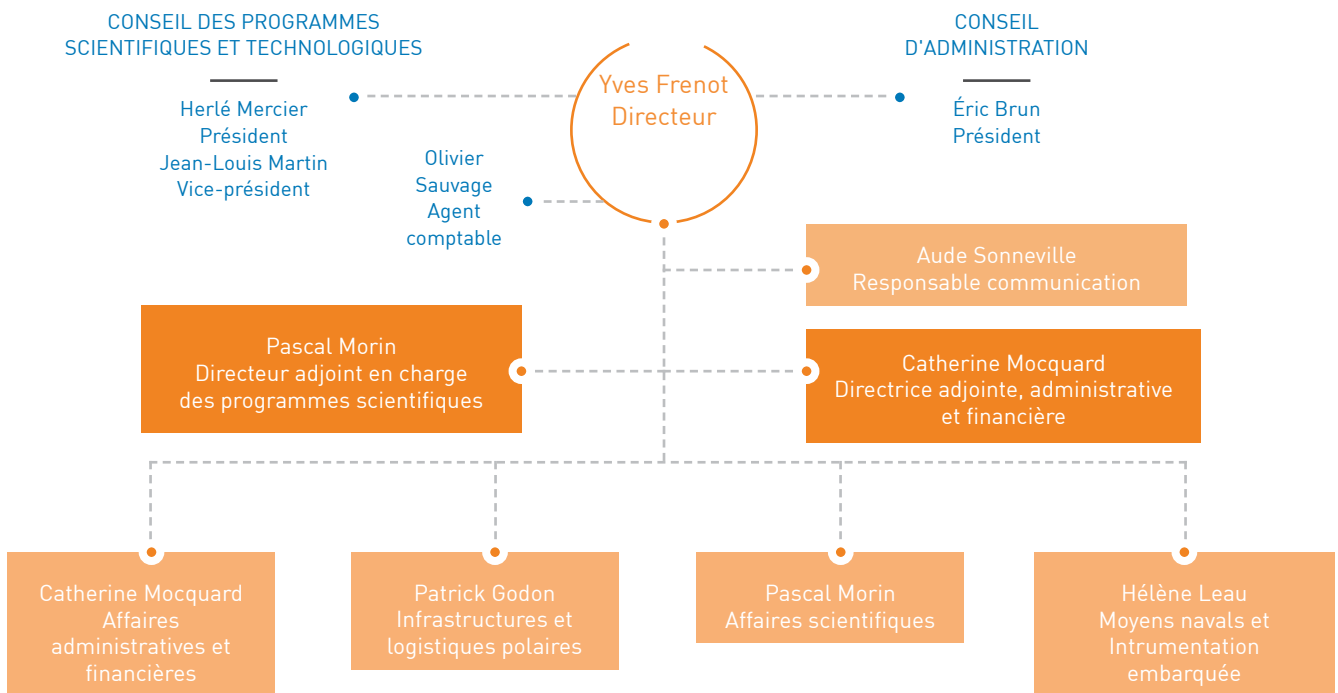 CONSEIL DES PROGRAMMES
SCIENTIFIQUES ET TECHNOLOGIQUES
Herlé Mercier
Président
Jean-Louis Martin
Vice-président
Yves Frenot
Directeur
CONSEIL
D'ADMINISTRATION
Éric Brun
Président
Olivier
Sauvage
Agent
comptable
Aude Sonneville
Responsable communication
Pascal Morin
Directeur adjoint en charge
des programmes scientifiques
Catherine Mocquard
Directrice adjointe, administrative
et financière
Catherine Mocquard
Affaires
administratives et
financières
Patrick Godon
Infrastructures et
logistiques polaires
Pascal Morin
Affaires scientifiques
Hélène Leau
Moyens navals et
Intrumentation
embarquée